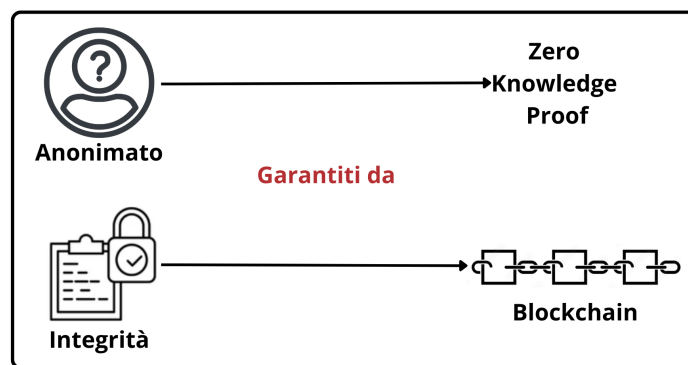 ?
Zero
Knowledge
Proof
Anonimato
Garantiti da
Integrità
Blockchain